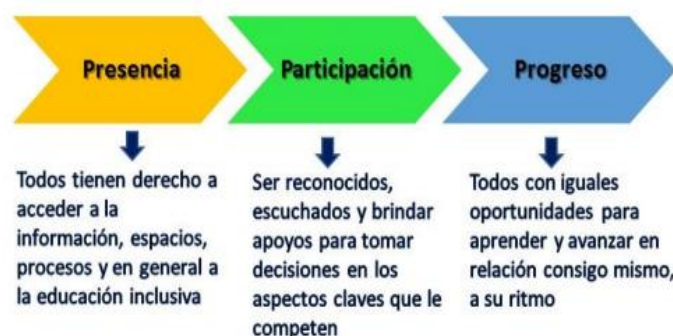 Presencia
Participación
Progreso
Todos tienen derecho a
acceder a la
información, espacios,
procesos y en general a
la educación inclusiva
Ser reconocidos,
escuchados y brindar
apoyos para tomar
decisiones en los
aspectos claves que le
competen
Todos con iguales
oportunidades para
aprender y avanzar en
relación consigo mismo,
a su ritmo